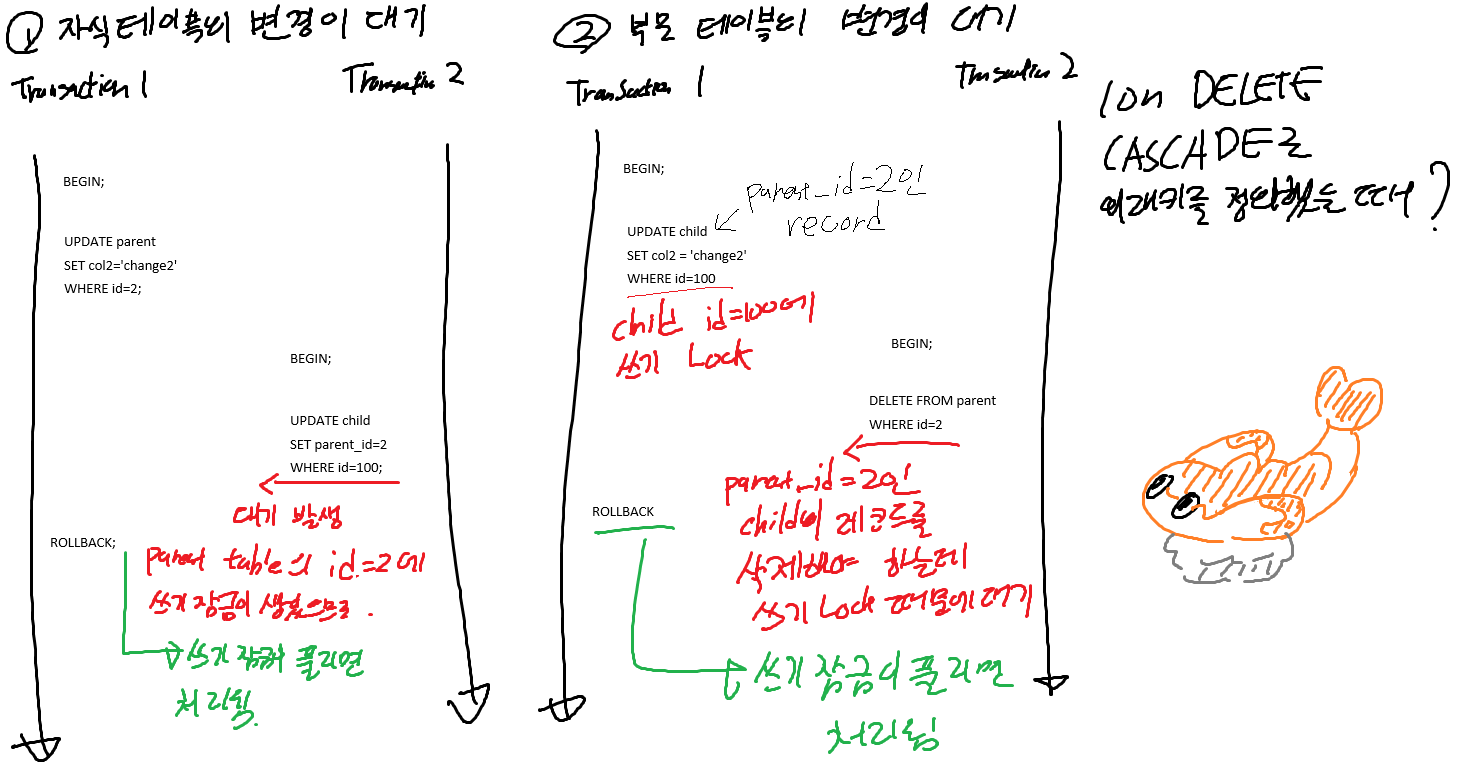 ① 자식 테이블의 변경이 대기
Transaction 1
Transaction 2
BEGIN;
UPDATE parent
SET col2='change2'
WHERE id=2;
BEGIN;
UPDATE child
SET parent_id=2
WHERE id=100;
대기 발생
parent table의 id=2에
쓰기 잠금이 생겼으므로.
ROLLBACK;
쓰기 잠금이 풀리면
처리됨.
② 부모 테이블의 변경이 대기
Transaction 1
Transaction 2
BEGIN;
parent_id=2인
record
UPDATE child
SET col2 = 'change2'
WHERE id=100
child id=100에
쓰기 Lock
BEGIN;
DELETE FROM parent
WHERE id=2
parent_id=2인
child의 레코드를
삭제해야 하는데
쓰기 Lock 때문에 대기
ROLLBACK
쓰기 잠금이 풀리면
처리됨
on DELETE
CASCADE로
외래키를 정의했을 때 ?